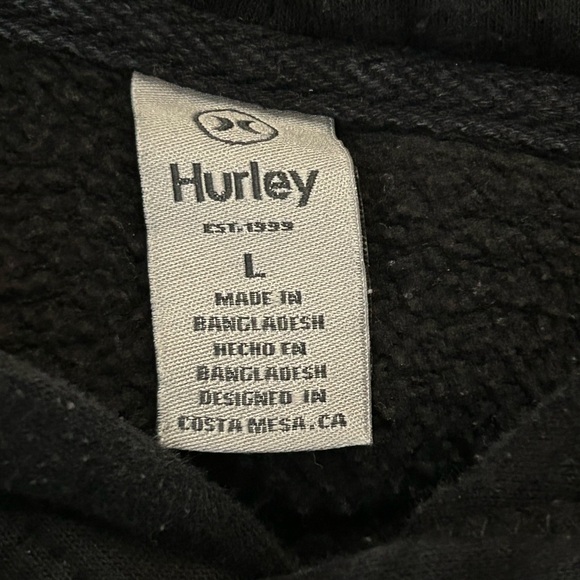 Hurley
EST.1999
L
MADE IN
BANGLADESH
HECHO EN
BANGLADESH
DESIGNED IN
COSTA MESA, CA